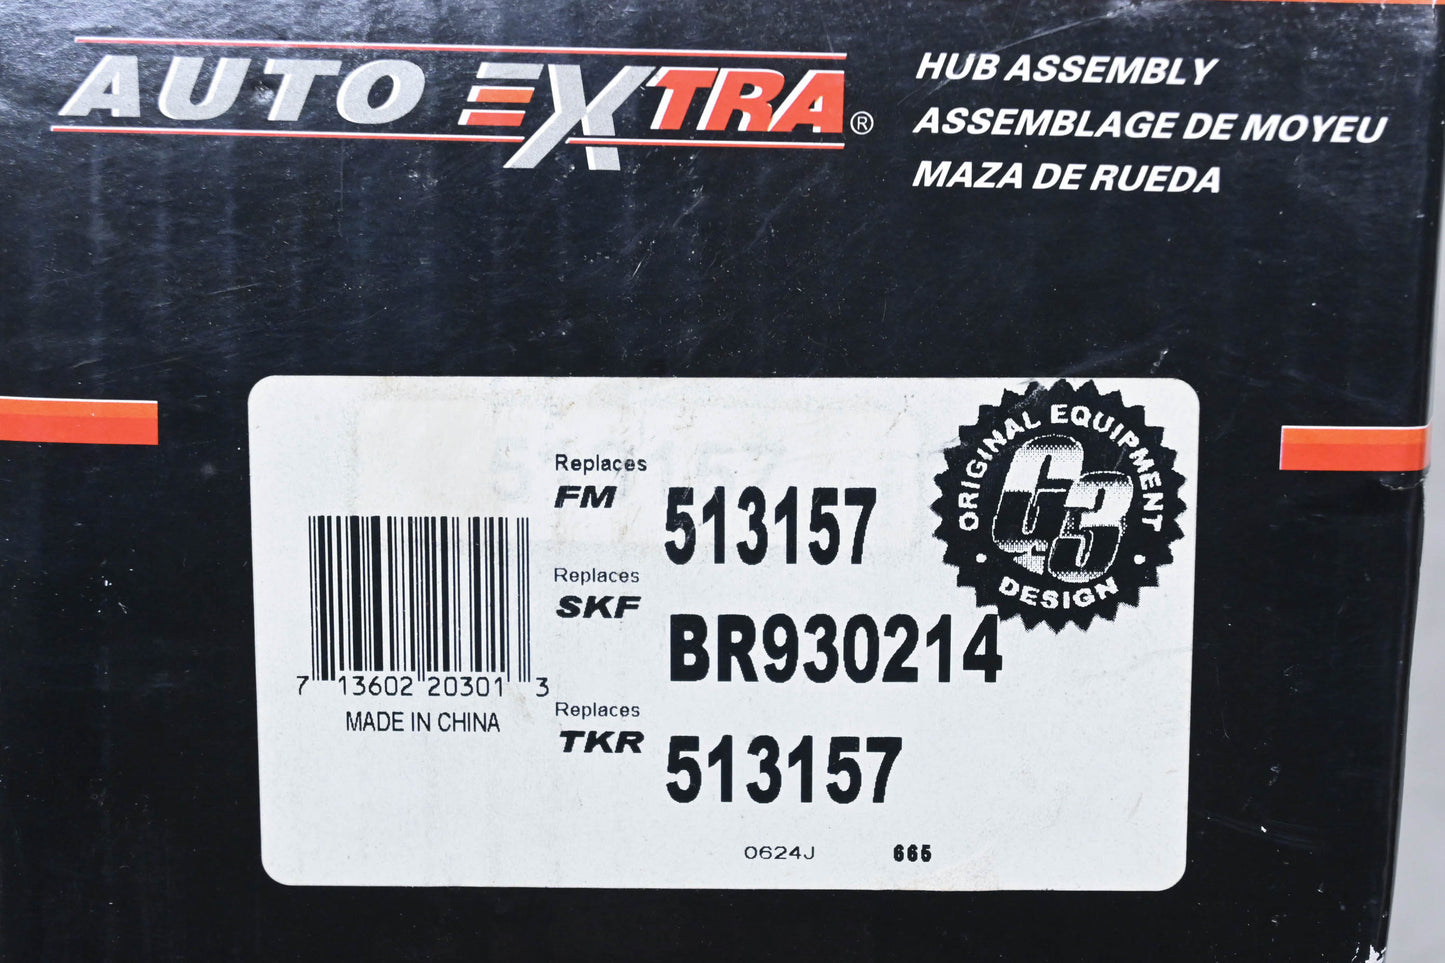 AUTO EXTRA®
HUB ASSEMBLY
ASSEMBLAGE DE MOYEU
MAZA DE RUEDA
ORIGINAL EQUIPMENT
G3
DESIGN
Replaces
FM 513157
Replaces
SKF BR930214
Replaces
TKR 513157
7 13602 20301 3
MADE IN CHINA
0624J 665